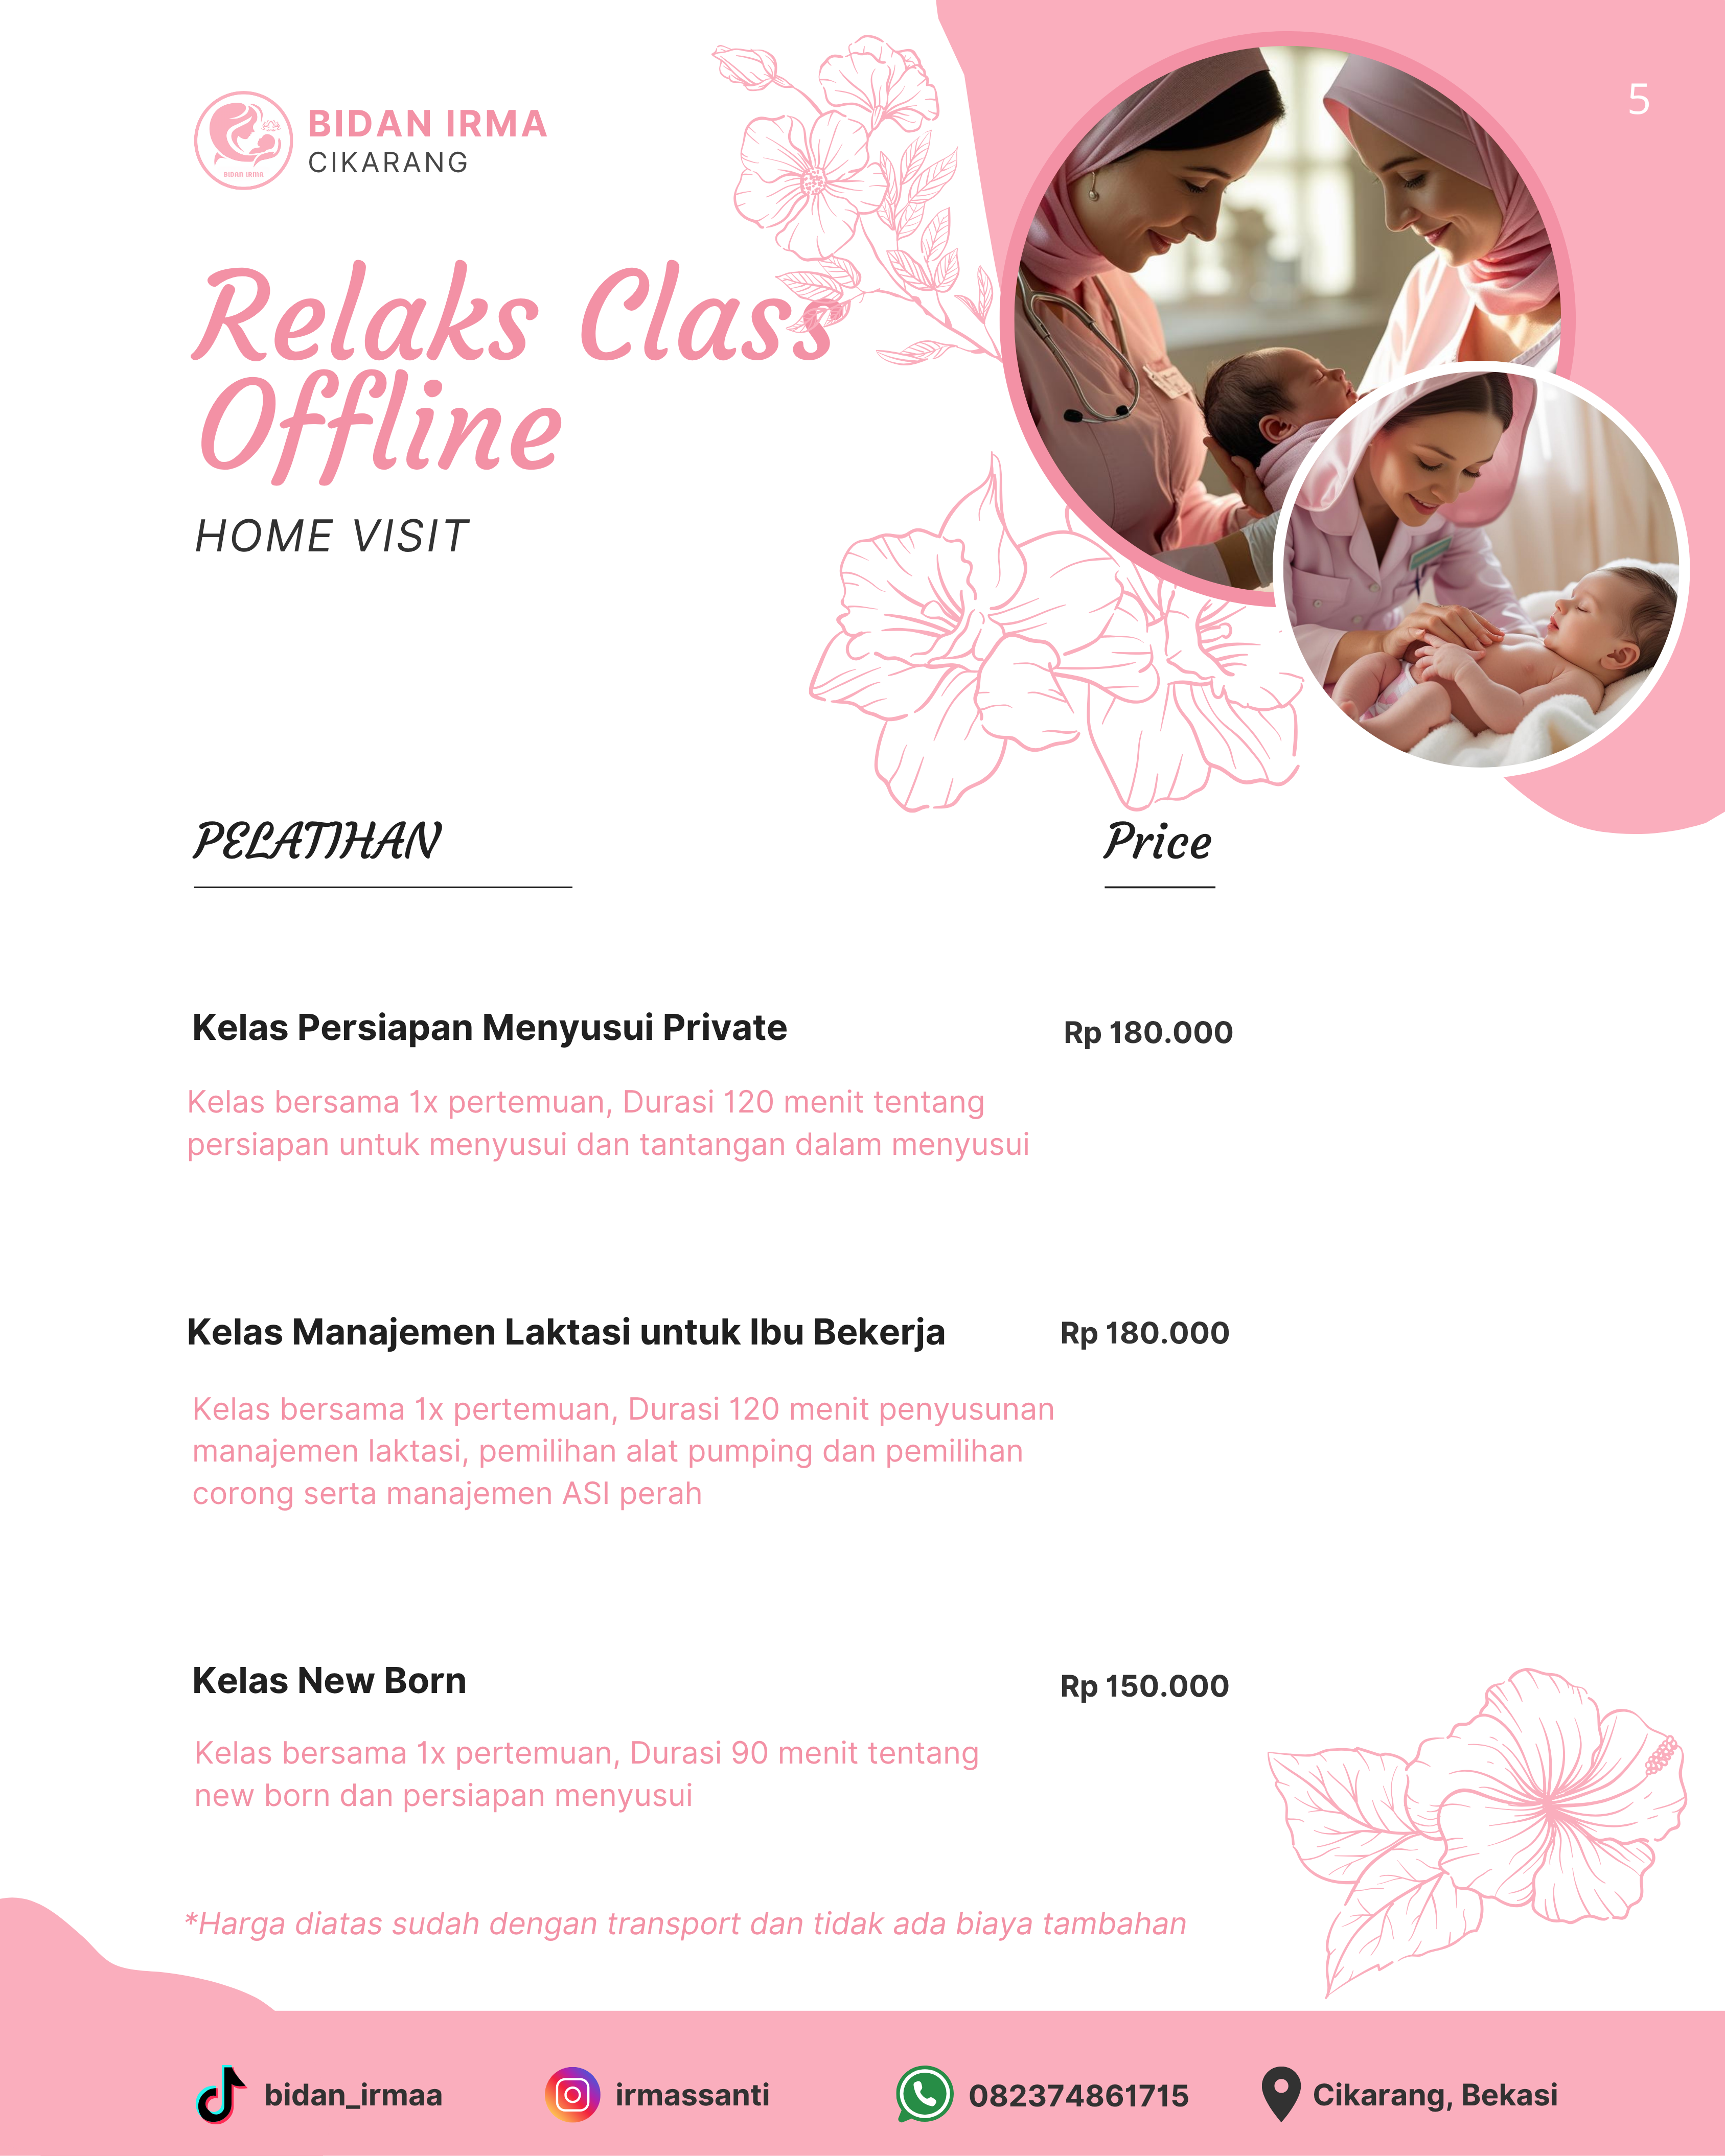 5
BIDAN IRMA
BIDAN IRMA
CIKARANG
Relaks Class
Offline
HOME VISIT
PELATIHAN
Price
Kelas Persiapan Menyusui Private
Rp 180.000
Kelas bersama 1x pertemuan, Durasi 120 menit tentang
persiapan untuk menyusui dan tantangan dalam menyusui
Kelas Manajemen Laktasi untuk Ibu Bekerja
Rp 180.000
Kelas bersama 1x pertemuan, Durasi 120 menit penyusunan
manajemen laktasi, pemilihan alat pumping dan pemilihan
corong serta manajemen ASI perah
Kelas New Born
Rp 150.000
Kelas bersama 1x pertemuan, Durasi 90 menit tentang
new born dan persiapan menyusui
*Harga diatas sudah dengan transport dan tidak ada biaya tambahan
bidan_irmaa
irmassanti
082374861715
Cikarang, Bekasi